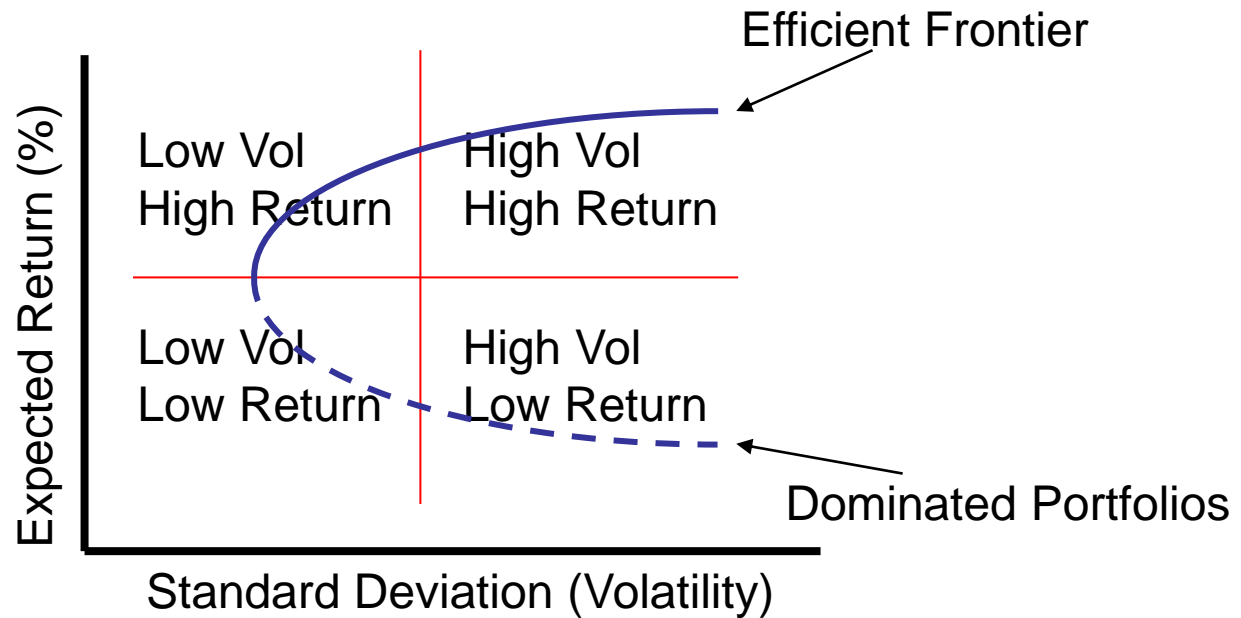 Efficient Frontier
Expected Return (%)
Low Vol
High Return
High Vol
High Return
Low Vol
Low Return
High Vol
Low Return
Dominated Portfolios
Standard Deviation (Volatility)